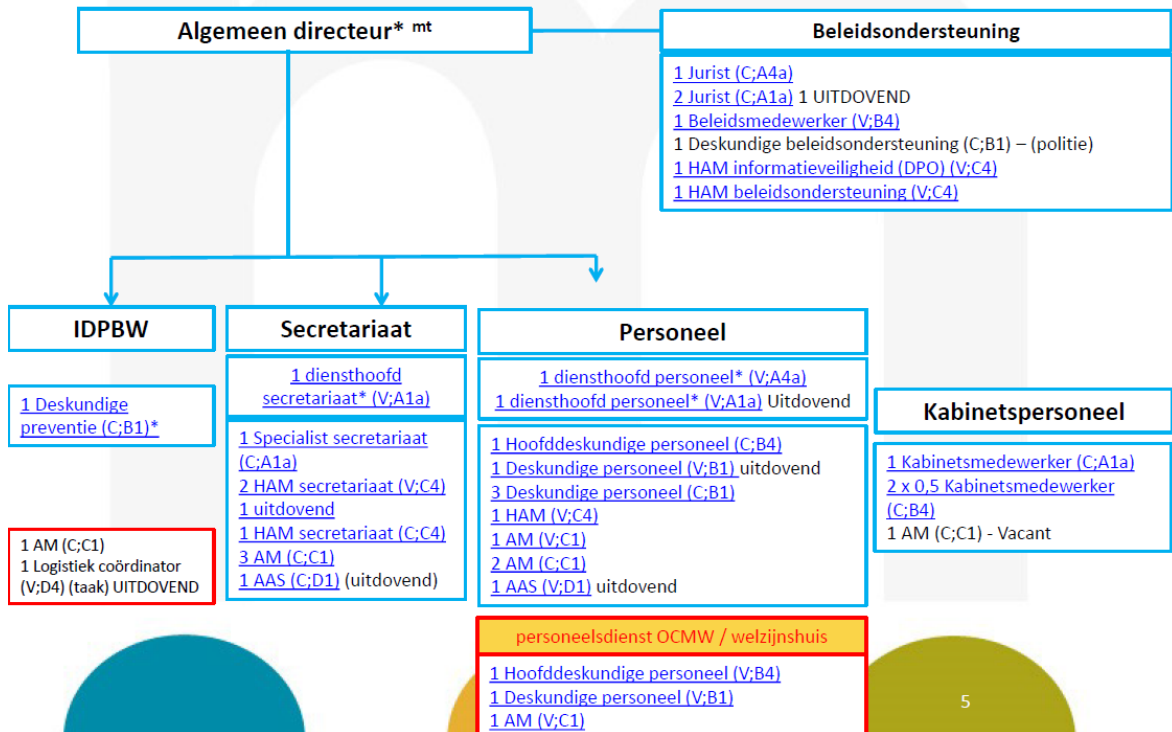 Algemeen directeur* mt
Beleidsondersteuning
1 Jurist (C;A4a)
2 Jurist (C;A1a) 1 UITDOVEND
1 Beleidsmedewerker (V;B4)
1 Deskundige beleidsondersteuning (C;B1) – (politie)
1 HAM informatieveiligheid (DPO) (V;C4)
1 HAM beleidsondersteuning (V;C4)
IDPBW
1 Deskundige
preventie (C;B1)*
1 AM (C;C1)
1 Logistiek coördinator
(V;D4) (taak) UITDOVEND
Secretariaat
1 diensthoofd
secretariaat* (V;A1a)
1 Specialist secretariaat
(C;A1a)
2 HAM secretariaat (V;C4)
1 uitdovend
1 HAM secretariaat (C;C4)
3 AM (C;C1)
1 AAS (C;D1) (uitdovend)
Personeel
1 diensthoofd personeel* (V;A4a)
1 diensthoofd personeel* (V;A1a) Uitdovend
1 Hoofddeskundige personeel (C;B4)
1 Deskundige personeel (V;B1) uitdovend
3 Deskundige personeel (C;B1)
1 HAM (V;C4)
1 AM (V;C1)
2 AM (C;C1)
1 AAS (V;D1) uitdovend
personeelsdienst OCMW / welzijnshuis
1 Hoofddeskundige personeel (V;B4)
1 Deskundige personeel (V;B1)
1 AM (V;C1)
Kabinetspersoneel
1 Kabinetsmedewerker (C;A1a)
2 x 0,5 Kabinetsmedewerker
(C;B4)
1 AM (C;C1) - Vacant
5